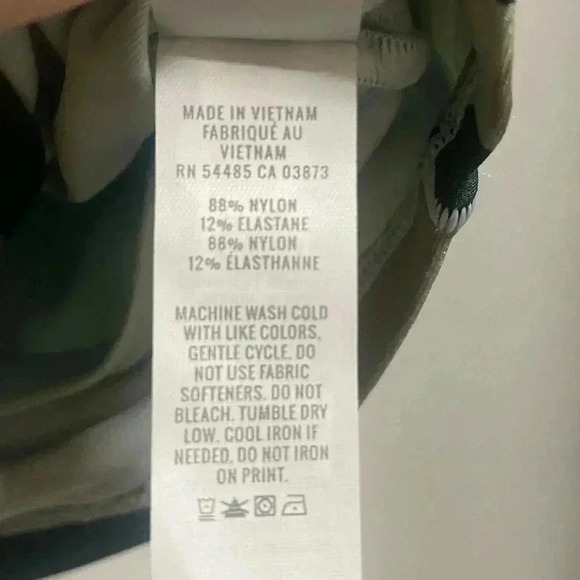 MADE IN VIETNAM
FABRIQUÉ AU
VIETNAM
RN 54485 CA 03873
88% NYLON
12% ELASTANE
88% NYLON
12% ÉLASTHANNE
MACHINE WASH COLD
WITH LIKE COLORS,
GENTLE CYCLE. DO
NOT USE FABRIC
SOFTENERS. DO NOT
BLEACH. TUMBLE DRY
LOW. COOL IRON IF
NEEDED. DO NOT IRON
ON PRINT.